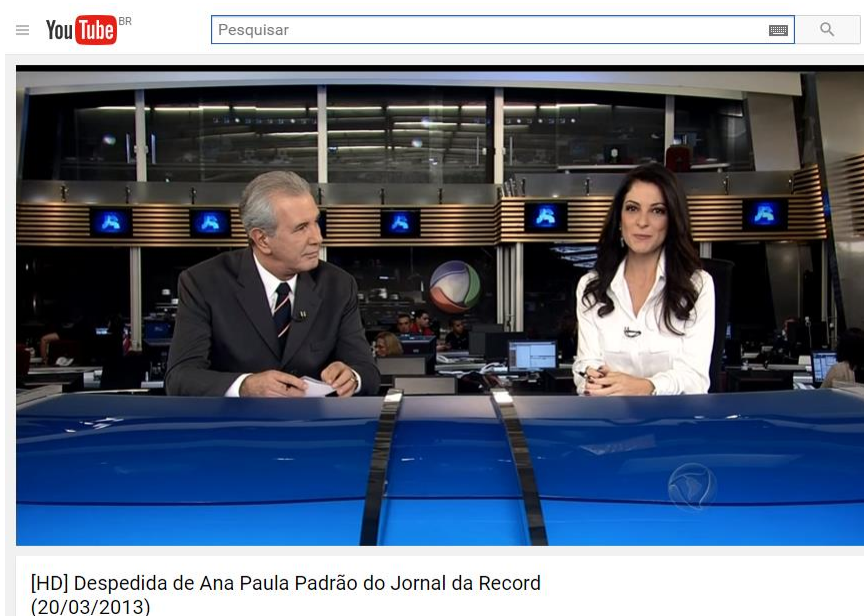 YouTube BR
Pesquisar
[HD] Despedida de Ana Paula Padrão do Jornal da Record
(20/03/2013)